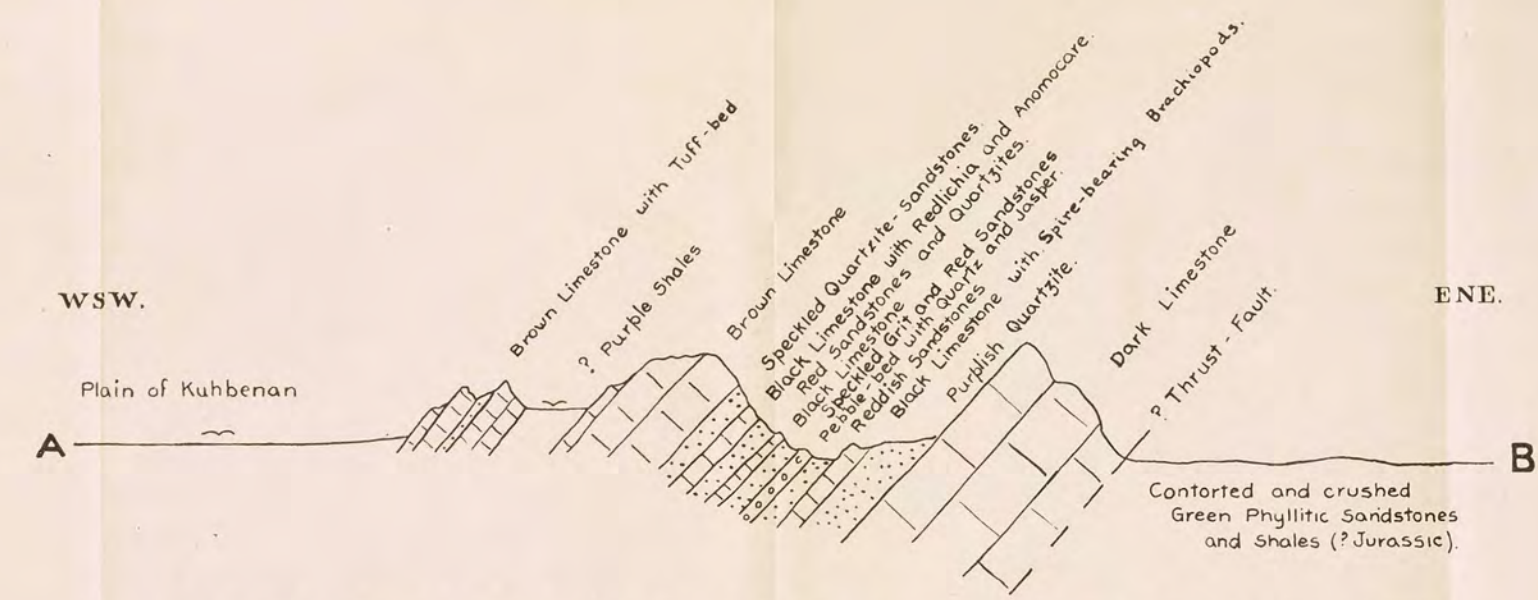 WSW.
ENE.
Plain of Kuhbenan
A
B
Brown Limestone with Tuff-bed
? Purple Shales
Brown Limestone
Speckled Quartzite-Sandstones.
Black Limestone with Redlichia and Anomocare.
Red Sandstones and Quartzites.
Black Limestone
Speckled Grit and Red Sandstones
Pebble-bed with Quartz and Jasper.
Reddish Sandstones
Black Limestone with Spire-bearing Brachiopods.
Purplish Quartzite.
Dark Limestone
? Thrust-Fault.
Contorted and crushed
Green Phyllitic Sandstones
and Shales (? Jurassic).